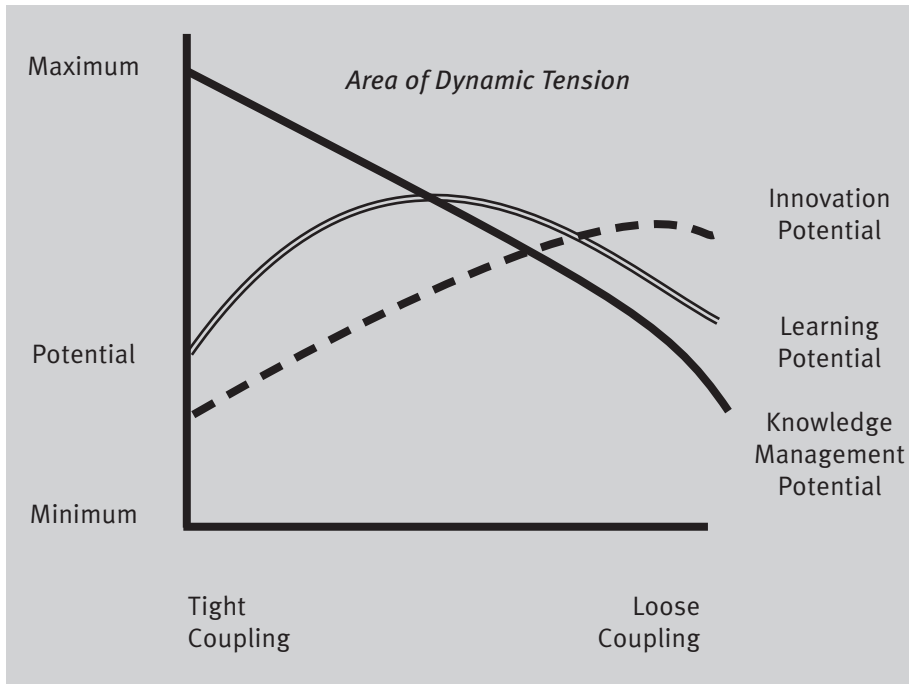 Maximum
Area of Dynamic Tension
Innovation
Potential
Potential
Learning
Potential
Knowledge
Management
Potential
Minimum
Tight
Coupling
Loose
Coupling